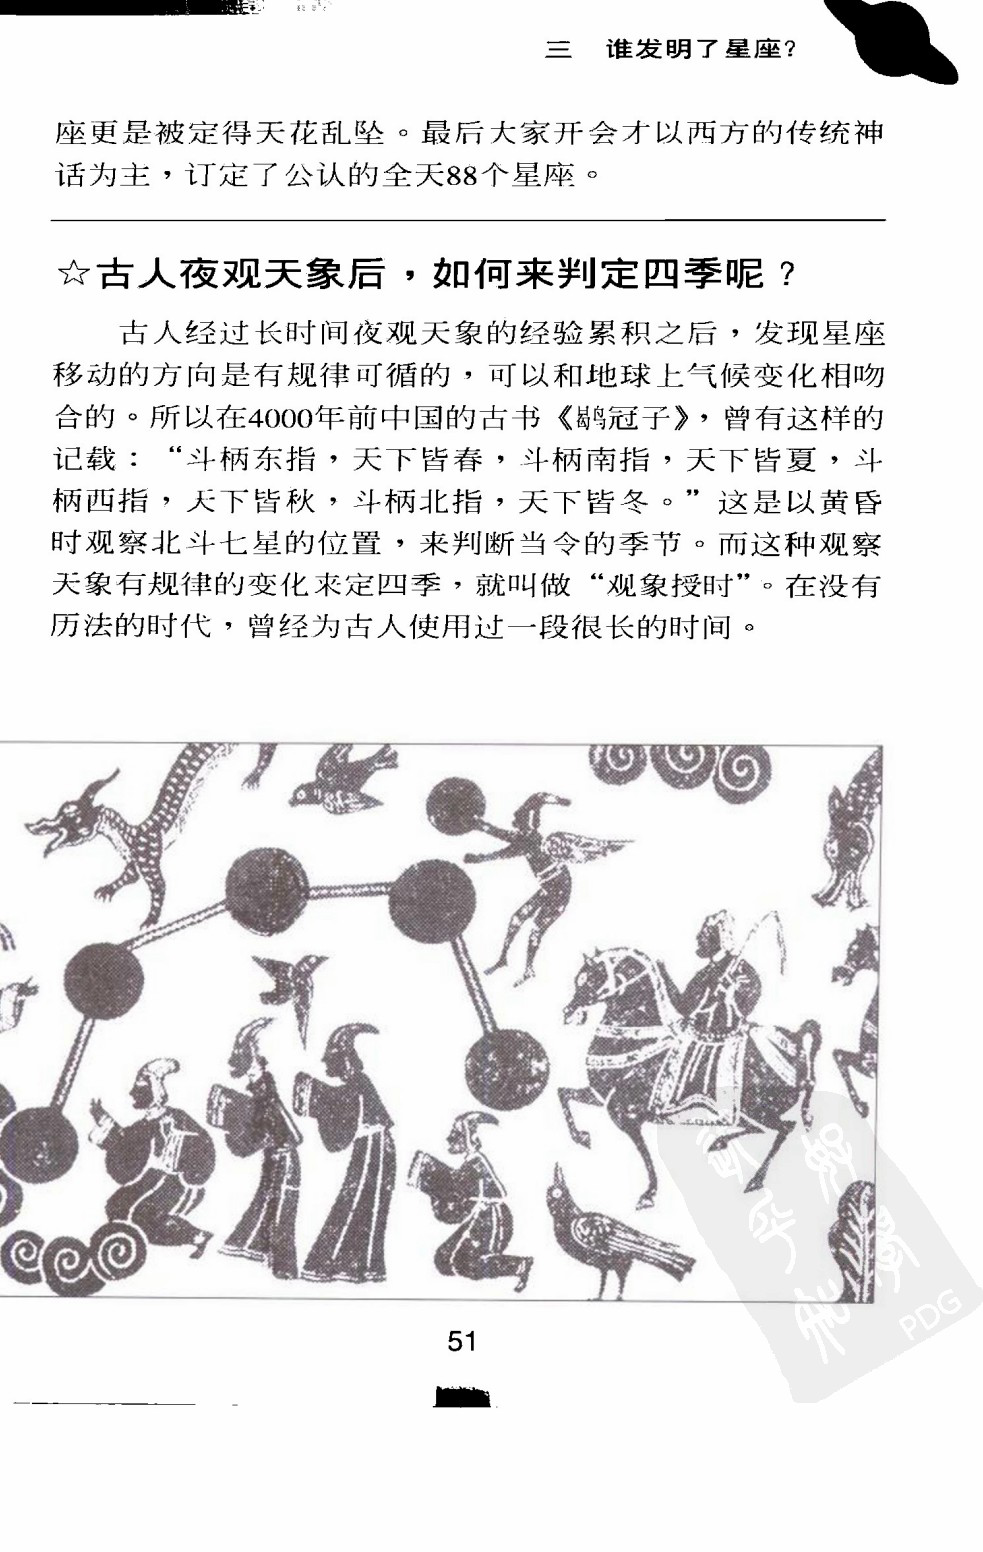 三 谁发明了星座?
座更是被定得天花乱坠。最后大家开会才以西方的传统神
话为主，订定了公认的全天88个星座。
☆古人夜观天象后，如何来判定四季呢？
古人经过长时间夜观天象的经验累积之后，发现星座
移动的方向是有规律可循的，可以和地球上气候变化相吻
合的。所以在4000年前中国的古书《鹖冠子》，曾有这样的
记载：“斗柄东指，天下皆春，斗柄南指，天下皆夏，斗
柄西指，天下皆秋，斗柄北指，天下皆冬。”这是以黄昏
时观察北斗七星的位置，来判断当令的季节。而这种观察
天象有规律的变化来定四季，就叫做“观象授时”。在没有
历法的时代，曾经为古人使用过一段很长的时间。
51
PDG